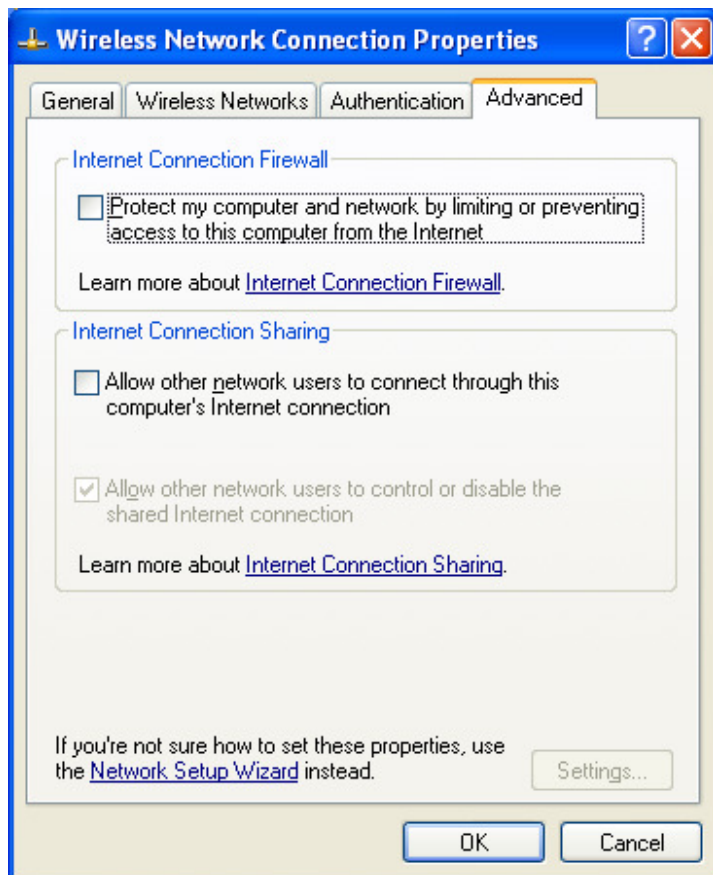 Wireless Network Connection Properties
General Wireless Networks Authentication Advanced
Internet Connection Firewall
Protect my computer and network by limiting or preventing
access to this computer from the Internet
Learn more about Internet Connection Firewall.
Internet Connection Sharing
Allow other network users to connect through this
computer's Internet connection
Allow other network users to control or disable the
shared Internet connection
Learn more about Internet Connection Sharing.
If you're not sure how to set these properties, use
the Network Setup Wizard instead.
Settings...
OK Cancel